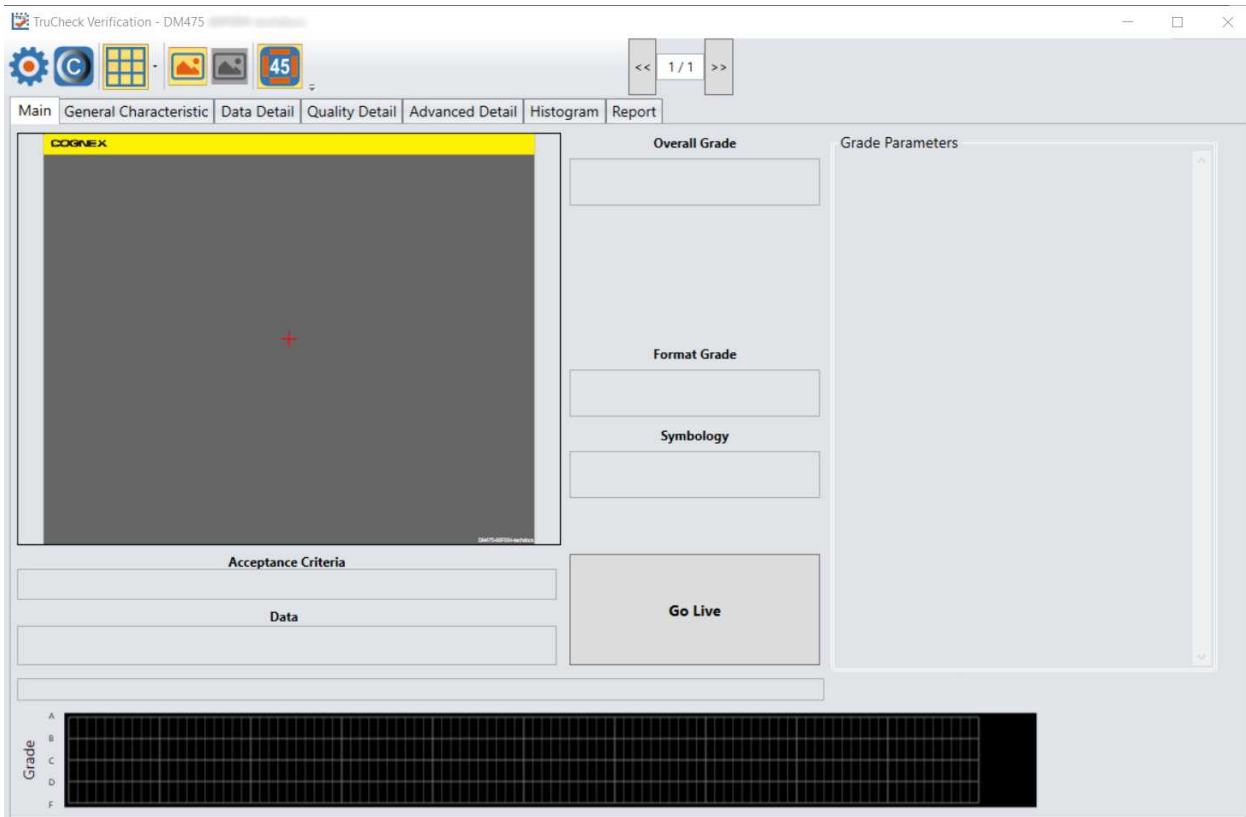 TruCheck Verification - DM475
C
45
<< 1 / 1 >>
Main General Characteristic Data Detail Quality Detail Advanced Detail Histogram Report
COGNEX
Overall Grade
Grade Parameters
Format Grade
Symbology
Acceptance Criteria
Go Live
Data
Grade
A
B
C
D
F